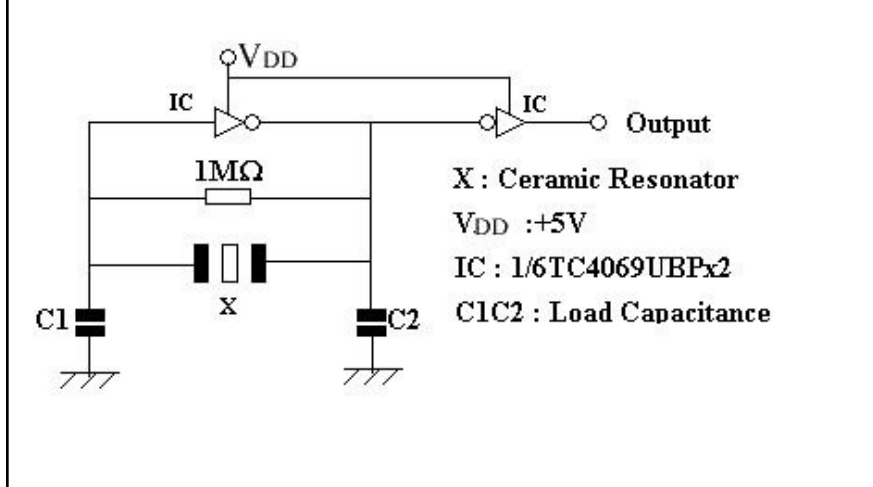 VDD
IC
IC
Output
1MΩ
X : Ceramic Resonator
VDD :+5V
IC : 1/6TC4069UBPx2
X
C1
C2
C1C2 : Load Capacitance